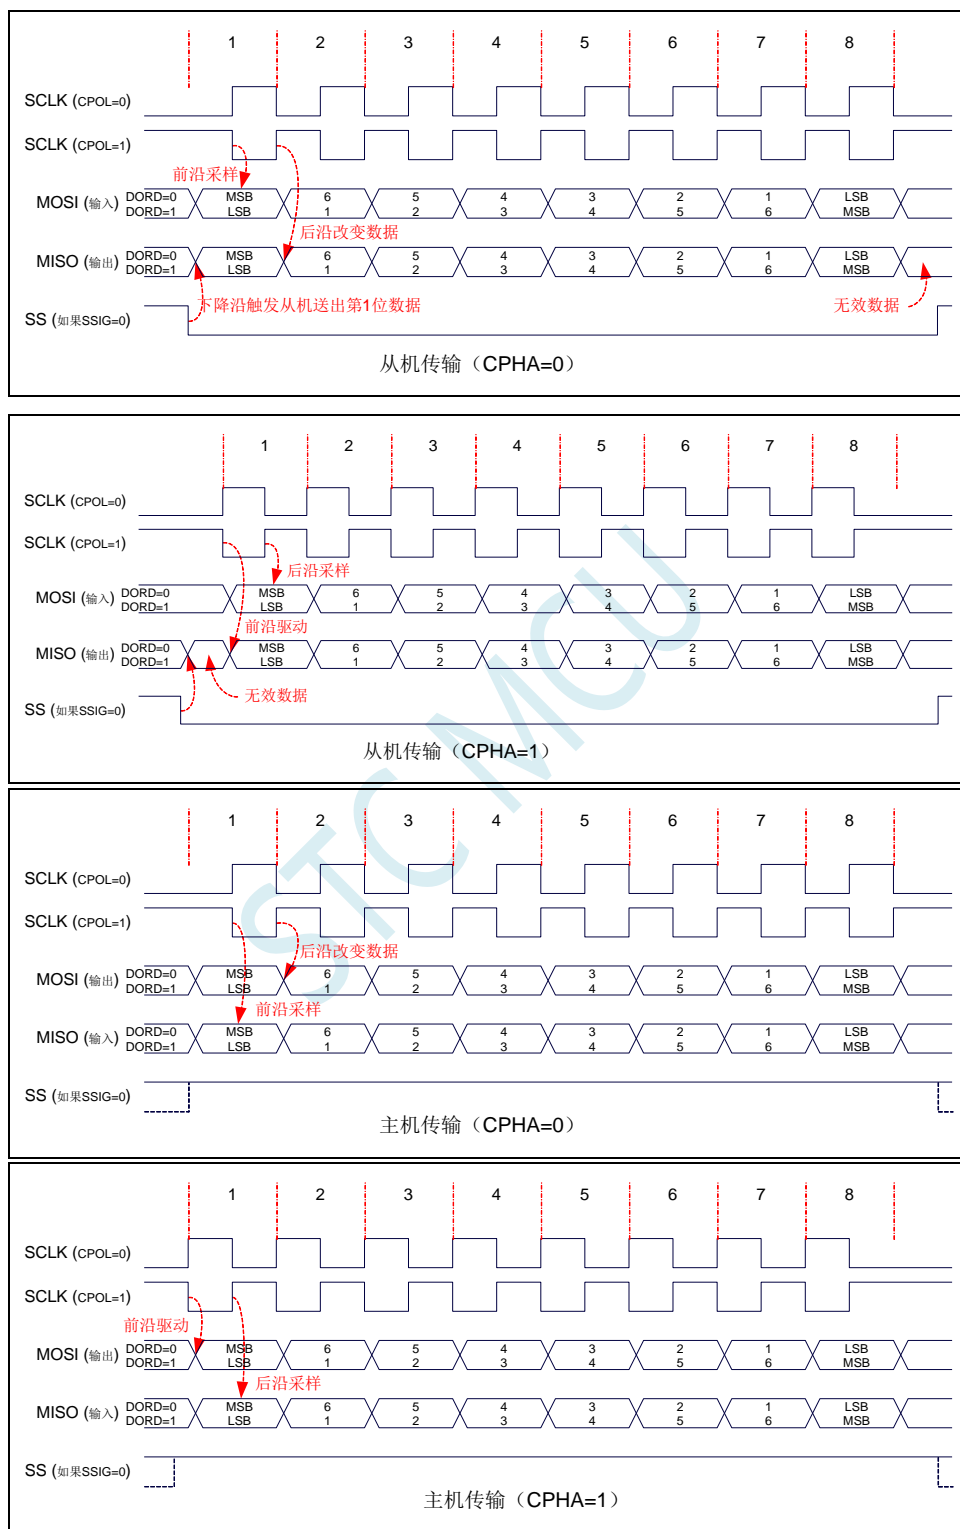 1 2 3 4 5 6 7 8
SCLK (CPOL=0)
SCLK (CPOL=1)
前沿采样
MOSI (输入) DORD=0 MSB 6 5 4 3 2 1 LSB
DORD=1 LSB 1 2 3 4 5 6 MSB
后沿改变数据
MISO (输出) DORD=0 MSB 6 5 4 3 2 1 LSB
DORD=1 LSB 1 2 3 4 5 6 MSB
下降沿触发从机送出第1位数据 无效数据
SS (如果SSIG=0)
从机传输（CPHA=0）
1 2 3 4 5 6 7 8
SCLK (CPOL=0)
SCLK (CPOL=1)
后沿采样
MOSI (输入) DORD=0 MSB 6 5 4 3 2 1 LSB
DORD=1 LSB 1 2 3 4 5 6 MSB
前沿驱动
MISO (输出) DORD=0 MSB 6 5 4 3 2 1 LSB
DORD=1 LSB 1 2 3 4 5 6 MSB
无效数据
SS (如果SSIG=0)
从机传输（CPHA=1）
STC MCU
1 2 3 4 5 6 7 8
SCLK (CPOL=0)
SCLK (CPOL=1)
后沿改变数据
MOSI (输出) DORD=0 MSB 6 5 4 3 2 1 LSB
DORD=1 LSB 1 2 3 4 5 6 MSB
前沿采样
MISO (输入) DORD=0 MSB 6 5 4 3 2 1 LSB
DORD=1 LSB 1 2 3 4 5 6 MSB
SS (如果SSIG=0)
主机传输（CPHA=0）
1 2 3 4 5 6 7 8
SCLK (CPOL=0)
SCLK (CPOL=1)
前沿驱动
MOSI (输出) DORD=0 MSB 6 5 4 3 2 1 LSB
DORD=1 LSB 1 2 3 4 5 6 MSB
后沿采样
MISO (输入) DORD=0 MSB 6 5 4 3 2 1 LSB
DORD=1 LSB 1 2 3 4 5 6 MSB
SS (如果SSIG=0)
主机传输（CPHA=1）